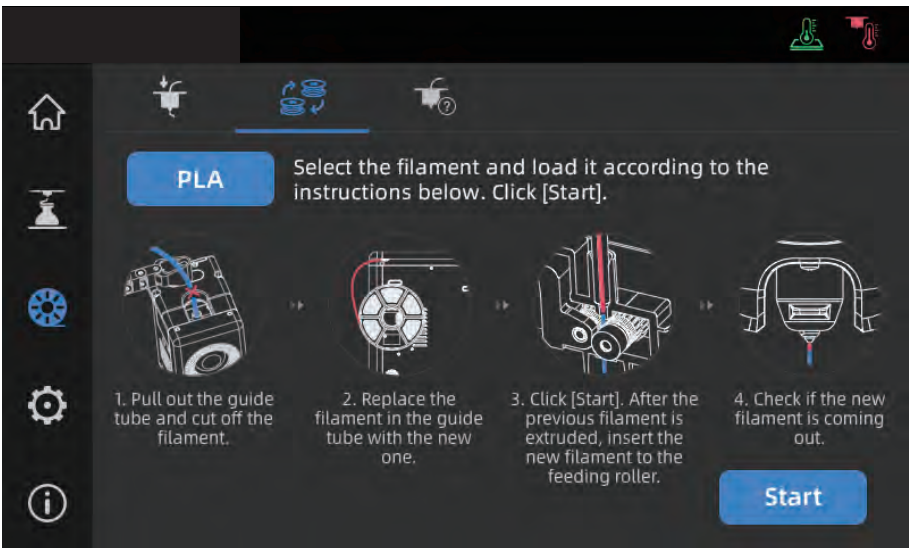 PLA
Select the filament and load it according to the
instructions below. Click [Start].
1. Pull out the guide
tube and cut off the
filament.
2. Replace the
filament in the guide
tube with the new
one.
3. Click [Start]. After the
previous filament is
extruded, insert the
new filament to the
feeding roller.
4. Check if the new
filament is coming
out.
Start